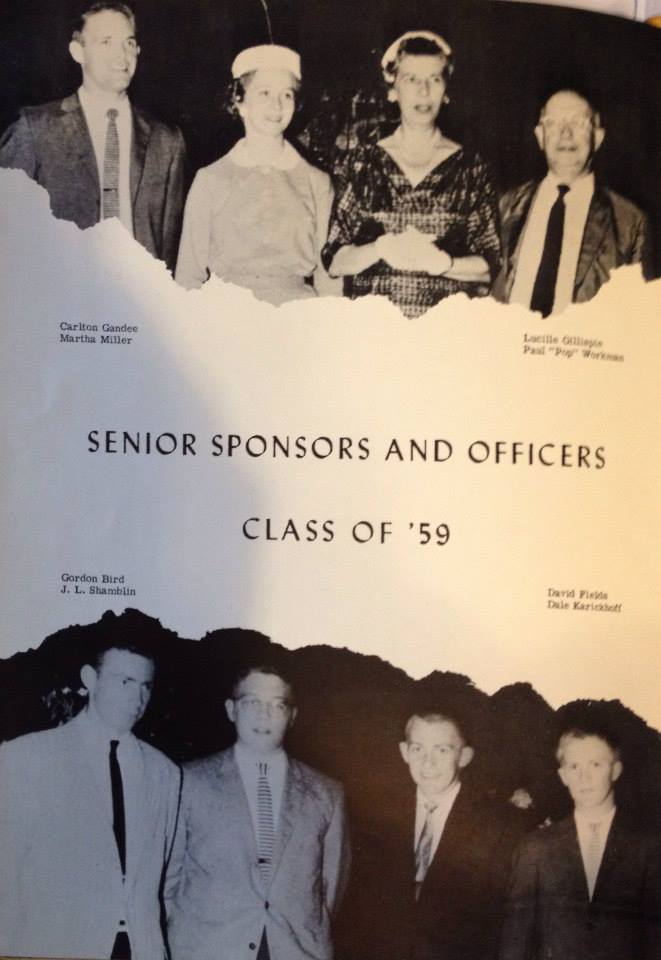 Carlton Gandee
Martha Miller
Lucille Gillispie
Paul "Pop" Workman
SENIOR SPONSORS AND OFFICERS
CLASS OF '59
Gordon Bird
J. L. Shamblin
David Fields
Dale Karickhoff